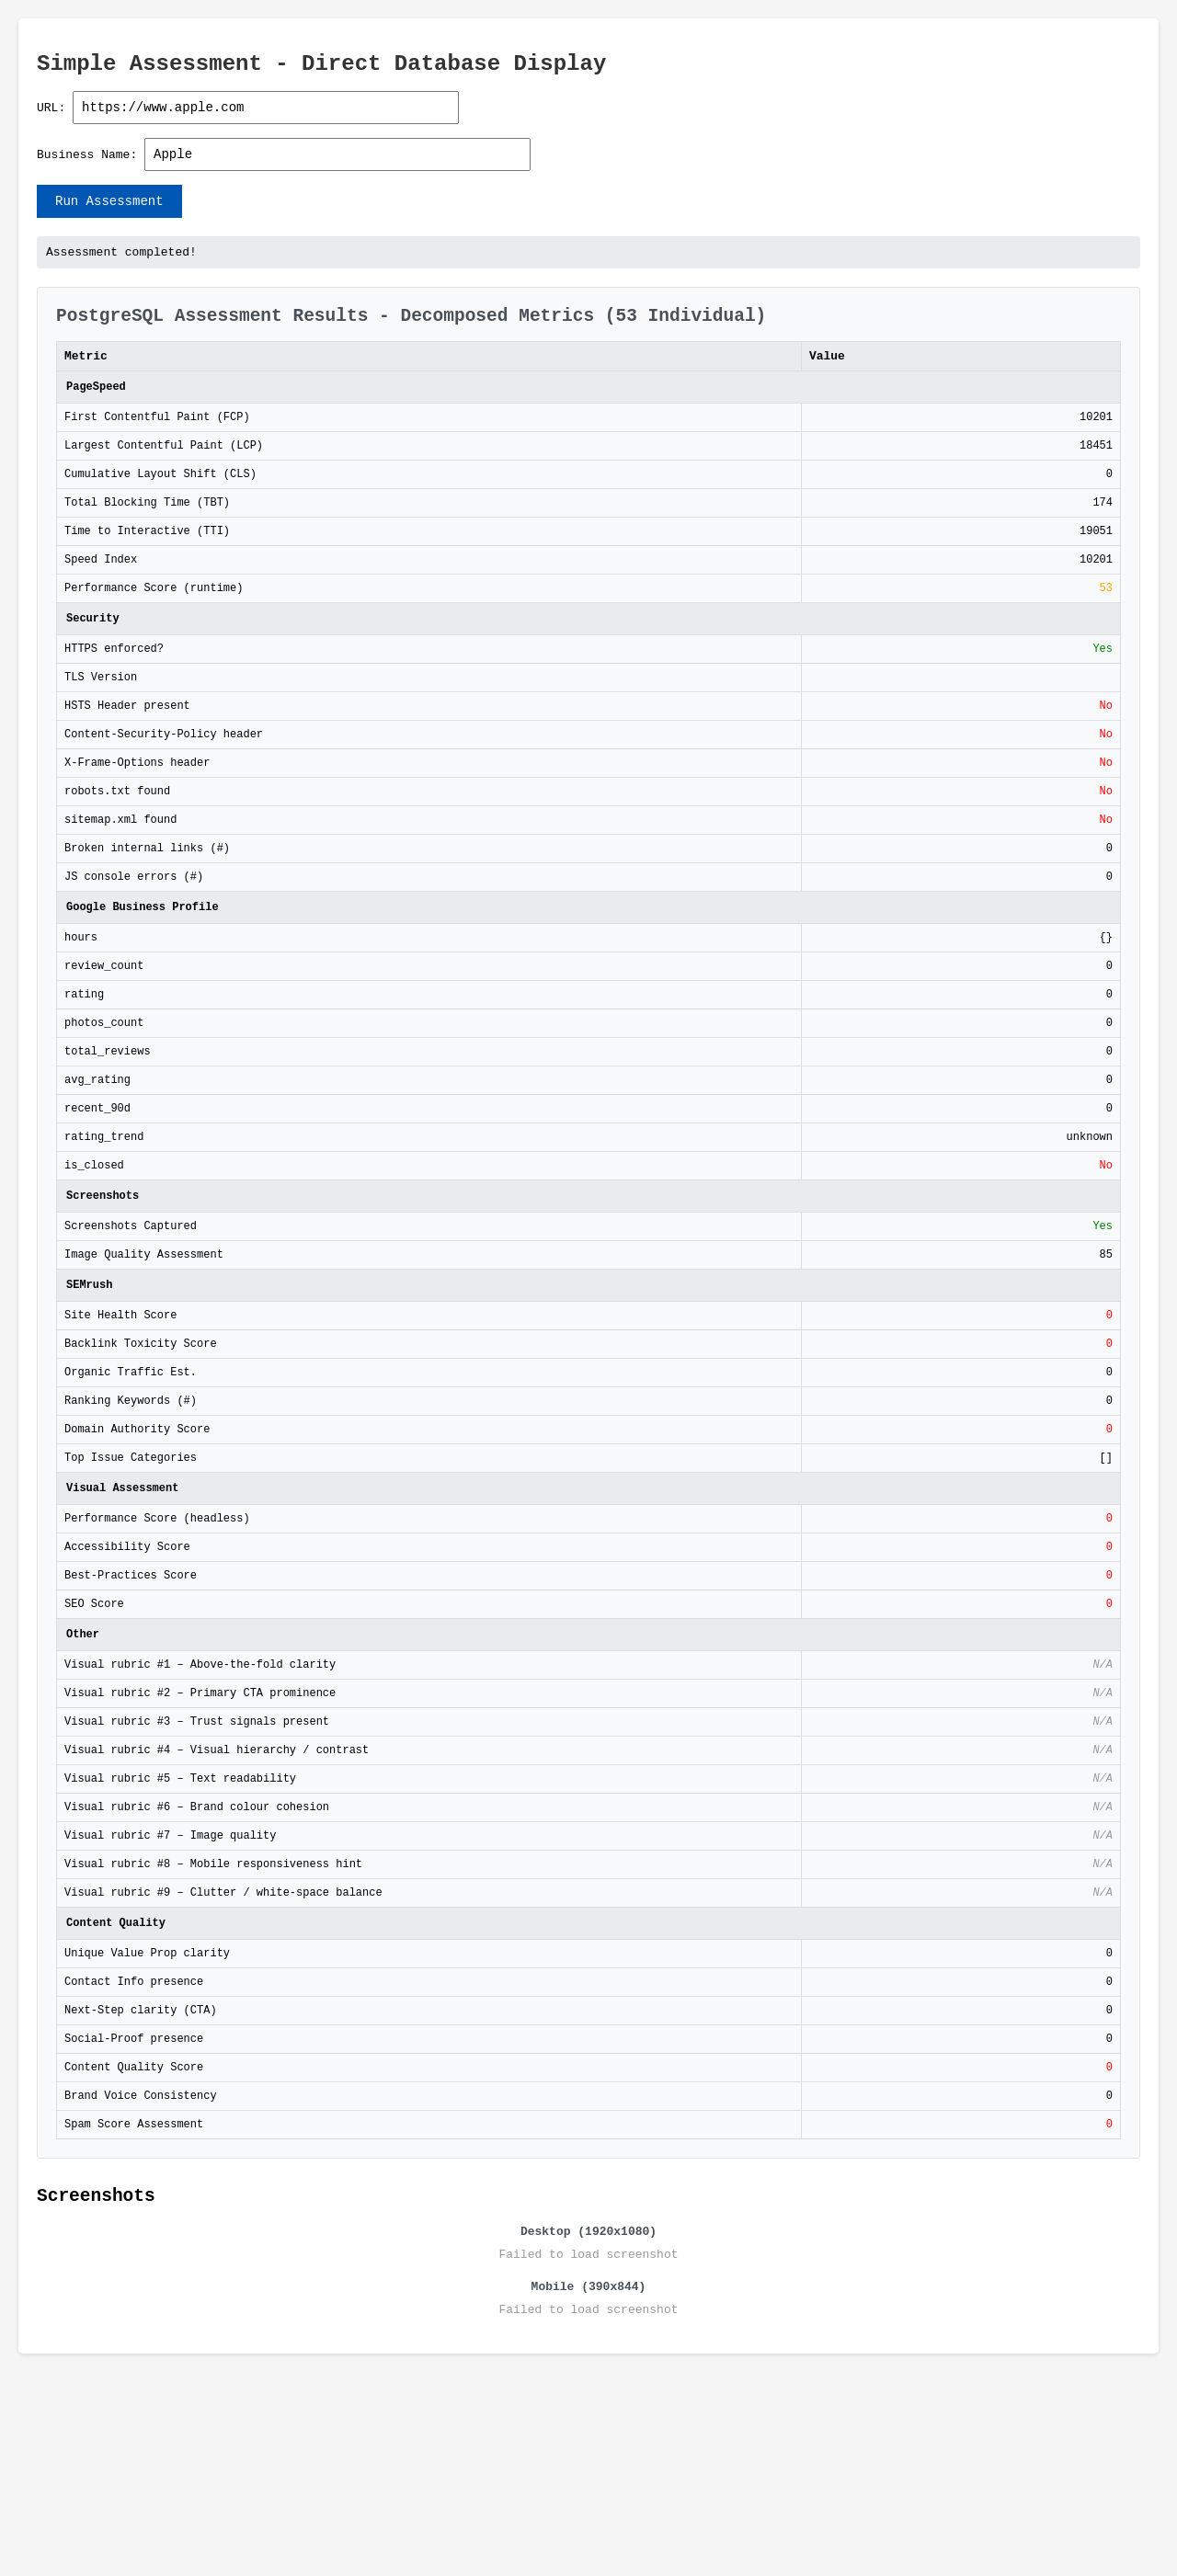 Simple Assessment - Direct Database Display
URL: https://www.apple.com
Business Name: Apple
Run Assessment
Assessment completed!
PostgreSQL Assessment Results - Decomposed Metrics (53 Individual)
Metric Value
PageSpeed
First Contentful Paint (FCP) 10201
Largest Contentful Paint (LCP) 18451
Cumulative Layout Shift (CLS) 0
Total Blocking Time (TBT) 174
Time to Interactive (TTI) 19051
Speed Index 10201
Performance Score (runtime) 53
Security
HTTPS enforced? Yes
TLS Version
HSTS Header present No
Content-Security-Policy header No
X-Frame-Options header No
robots.txt found No
sitemap.xml found No
Broken internal links (#) 0
JS console errors (#) 0
Google Business Profile
hours {}
review_count 0
rating 0
photos_count 0
total_reviews 0
avg_rating 0
recent_90d 0
rating_trend unknown
is_closed No
Screenshots
Screenshots Captured Yes
Image Quality Assessment 85
SEMrush
Site Health Score 0
Backlink Toxicity Score 0
Organic Traffic Est. 0
Ranking Keywords (#) 0
Domain Authority Score 0
Top Issue Categories []
Visual Assessment
Performance Score (headless) 0
Accessibility Score 0
Best-Practices Score 0
SEO Score 0
Other
Visual rubric #1 – Above-the-fold clarity N/A
Visual rubric #2 – Primary CTA prominence N/A
Visual rubric #3 – Trust signals present N/A
Visual rubric #4 – Visual hierarchy / contrast N/A
Visual rubric #5 – Text readability N/A
Visual rubric #6 – Brand colour cohesion N/A
Visual rubric #7 – Image quality N/A
Visual rubric #8 – Mobile responsiveness hint N/A
Visual rubric #9 – Clutter / white-space balance N/A
Content Quality
Unique Value Prop clarity 0
Contact Info presence 0
Next-Step clarity (CTA) 0
Social-Proof presence 0
Content Quality Score 0
Brand Voice Consistency 0
Spam Score Assessment 0
Screenshots
Desktop (1920x1080)
Failed to load screenshot
Mobile (390x844)
Failed to load screenshot